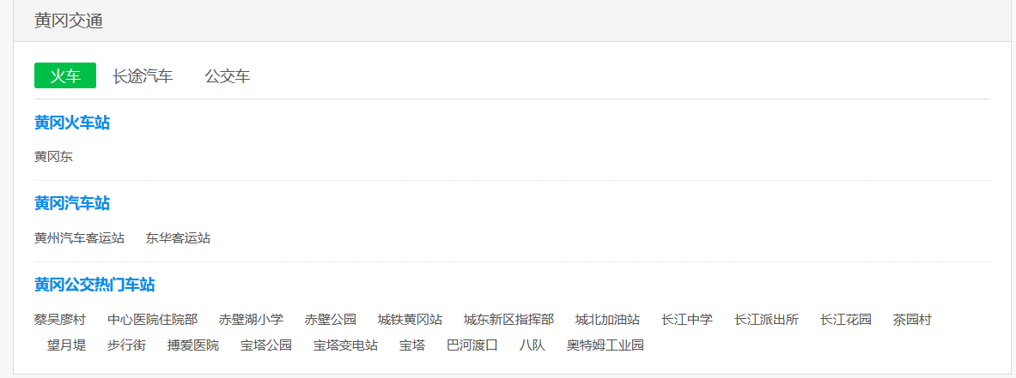 黄冈交通
火车 长途汽车 公交车
黄冈火车站
黄冈东
黄冈汽车站
黄州汽车客运站 东华客运站
黄冈公交热门车站
蔡吴廖村 中心医院住院部 赤壁湖小学 赤壁公园 城铁黄冈站 城东新区指挥部 城北加油站 长江中学 长江派出所 长江花园 茶园村
望月堤 步行街 搏爱医院 宝塔公园 宝塔变电站 宝塔 巴河渡口 八队 奥特姆工业园